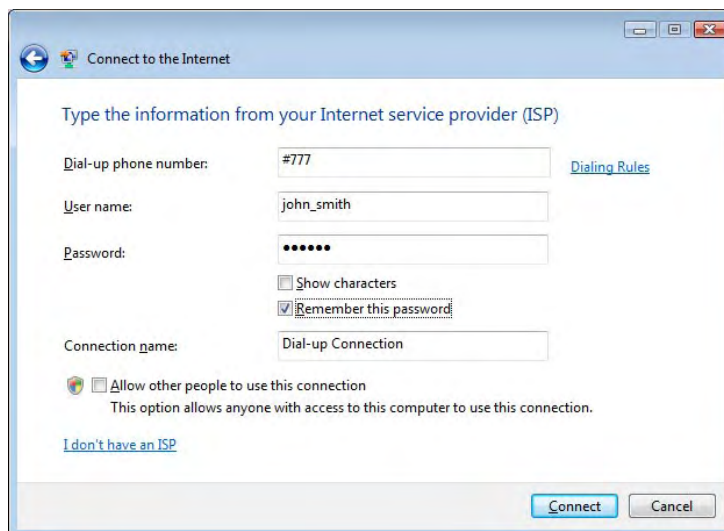 Connect to the Internet
Type the information from your Internet service provider (ISP)
Dial-up phone number: #777 Dialing Rules
User name: john_smith
Password: ●●●●●●
Show characters
Remember this password
Connection name: Dial-up Connection
Allow other people to use this connection
This option allows anyone with access to this computer to use this connection.
I don't have an ISP
Connect Cancel